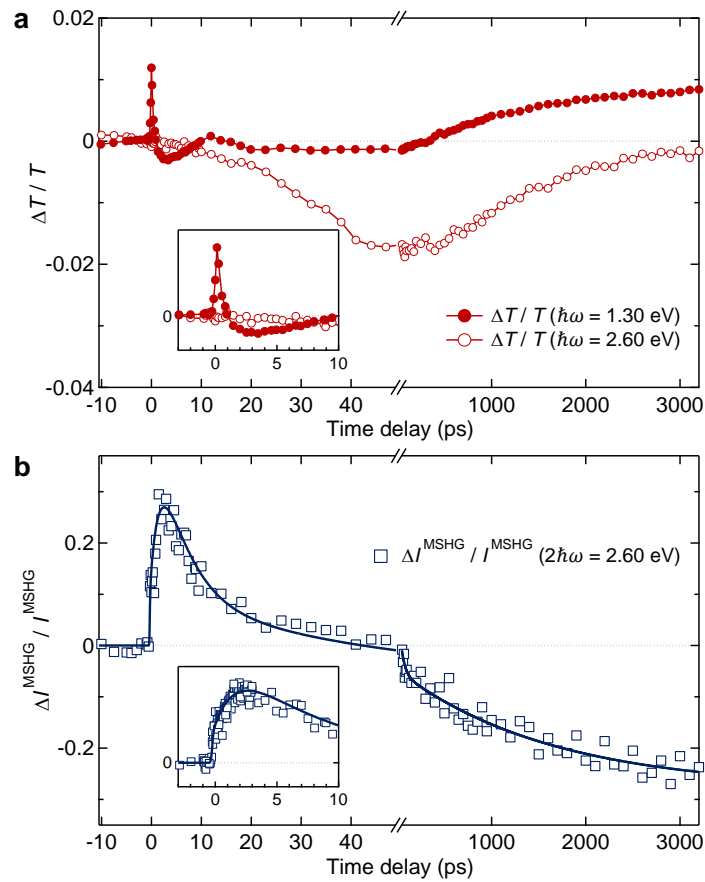 a
0.02
0
-0.02
-0.04
ΔT / T
0
0
10
ΔT / T (ħω = 1.30 eV)
ΔT / T (ħω = 2.60 eV)
-10 0 10 20 30 40 1000 2000 3000
Time delay (ps)
b
0.2
0
-0.2
ΔI^MSHG / I^MSHG
ΔI^MSHG / I^MSHG (2ħω = 2.60 eV)
0
0
10
-10 0 10 20 30 40 1000 2000 3000
Time delay (ps)